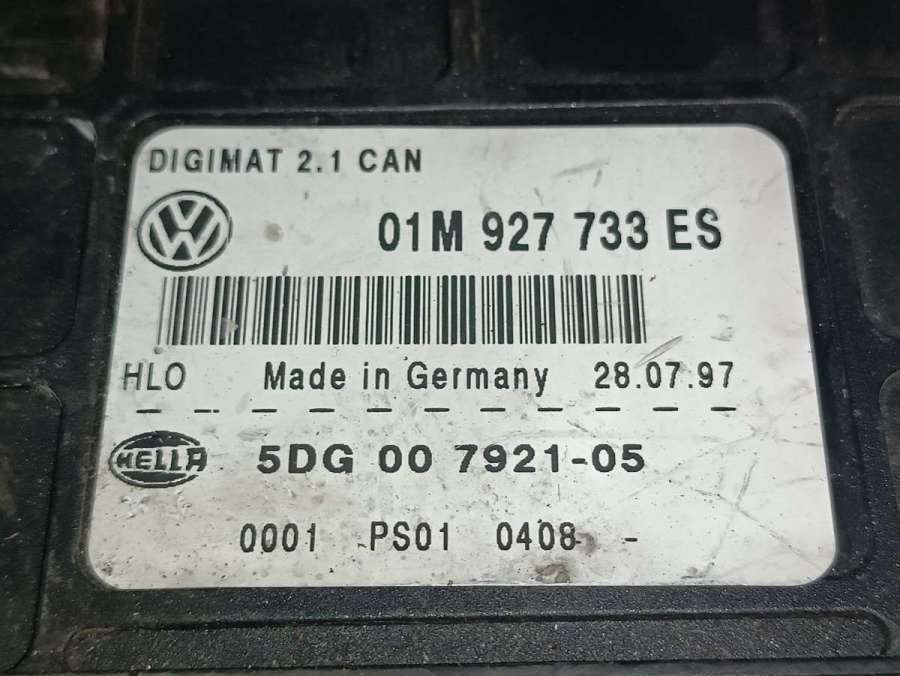 DIGIMAT 2.1 CAN
VW
01M 927 733 ES
HLO Made in Germany 28.07.97
HELLA 5DG 00 7921-05
0001 PS01 0408 -